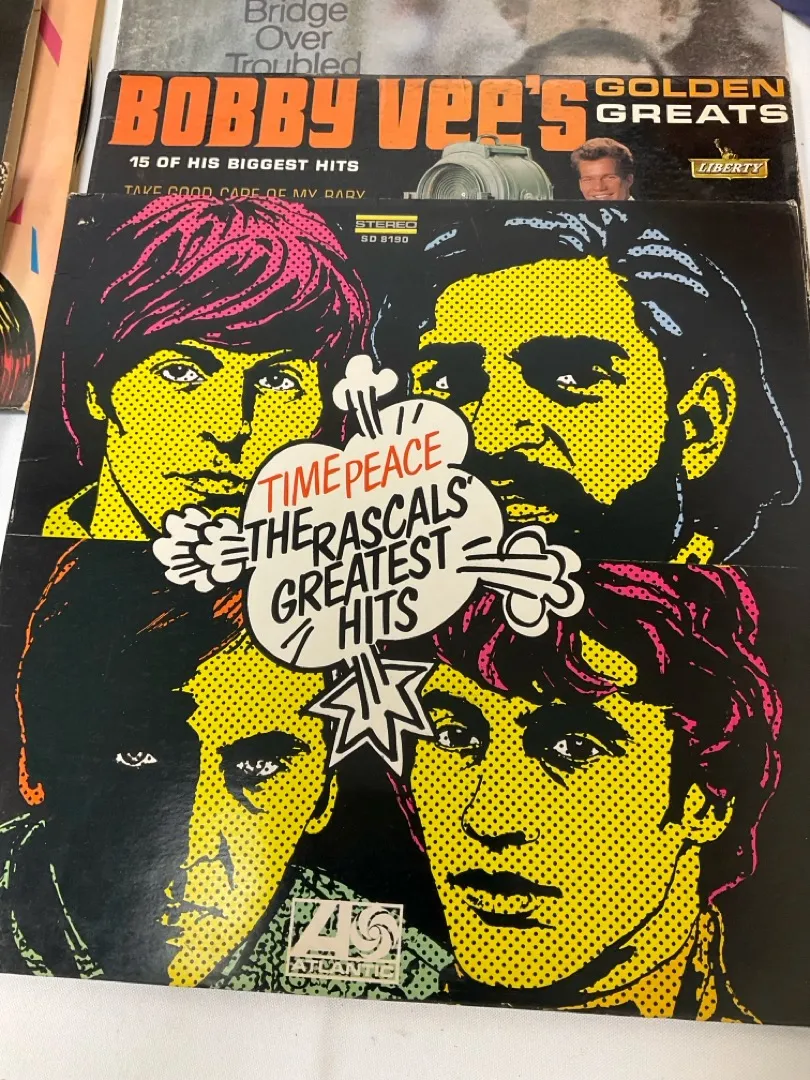 Bridge
Over
Troubled
BOBBY Vee's GOLDEN
GREATS
15 OF HIS BIGGEST HITS
LIBERTY
TAKE GOOD CARE OF MY BABY
STEREO
SD 8190
TIME PEACE
THE RASCALS'
GREATEST
HITS
ATLANTIC